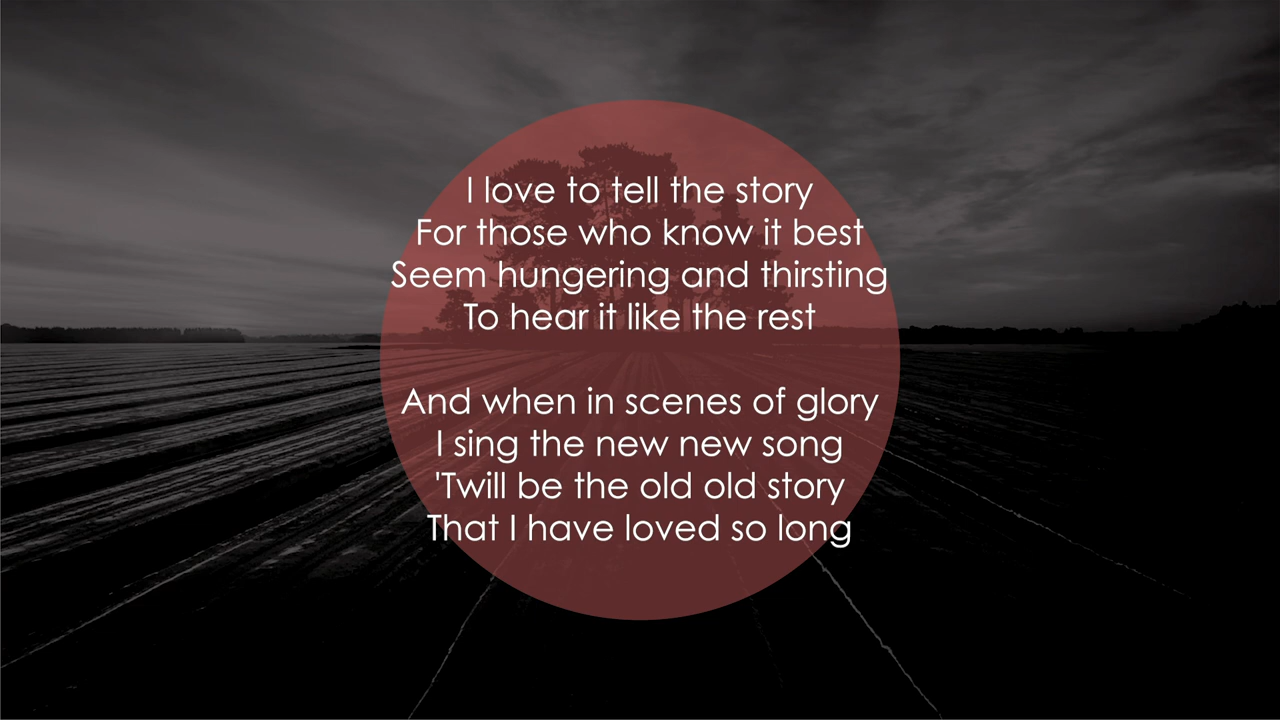 I love to tell the story
For those who know it best
Seem hungering and thirsting
To hear it like the rest
And when in scenes of glory
I sing the new new song
'Twill be the old old story
That I have loved so long